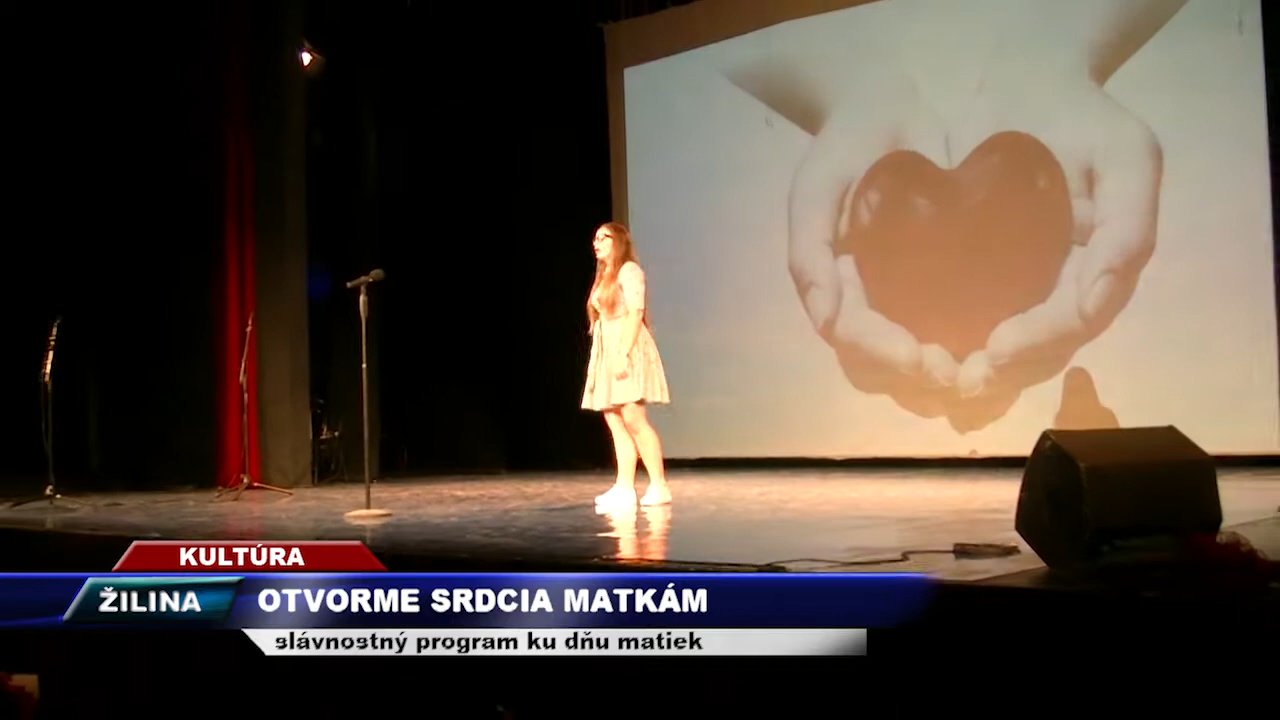 KULTÚRA
ŽILINA
OTVORME SRDCIA MATKÁM
slávnostný program ku dňu matiek